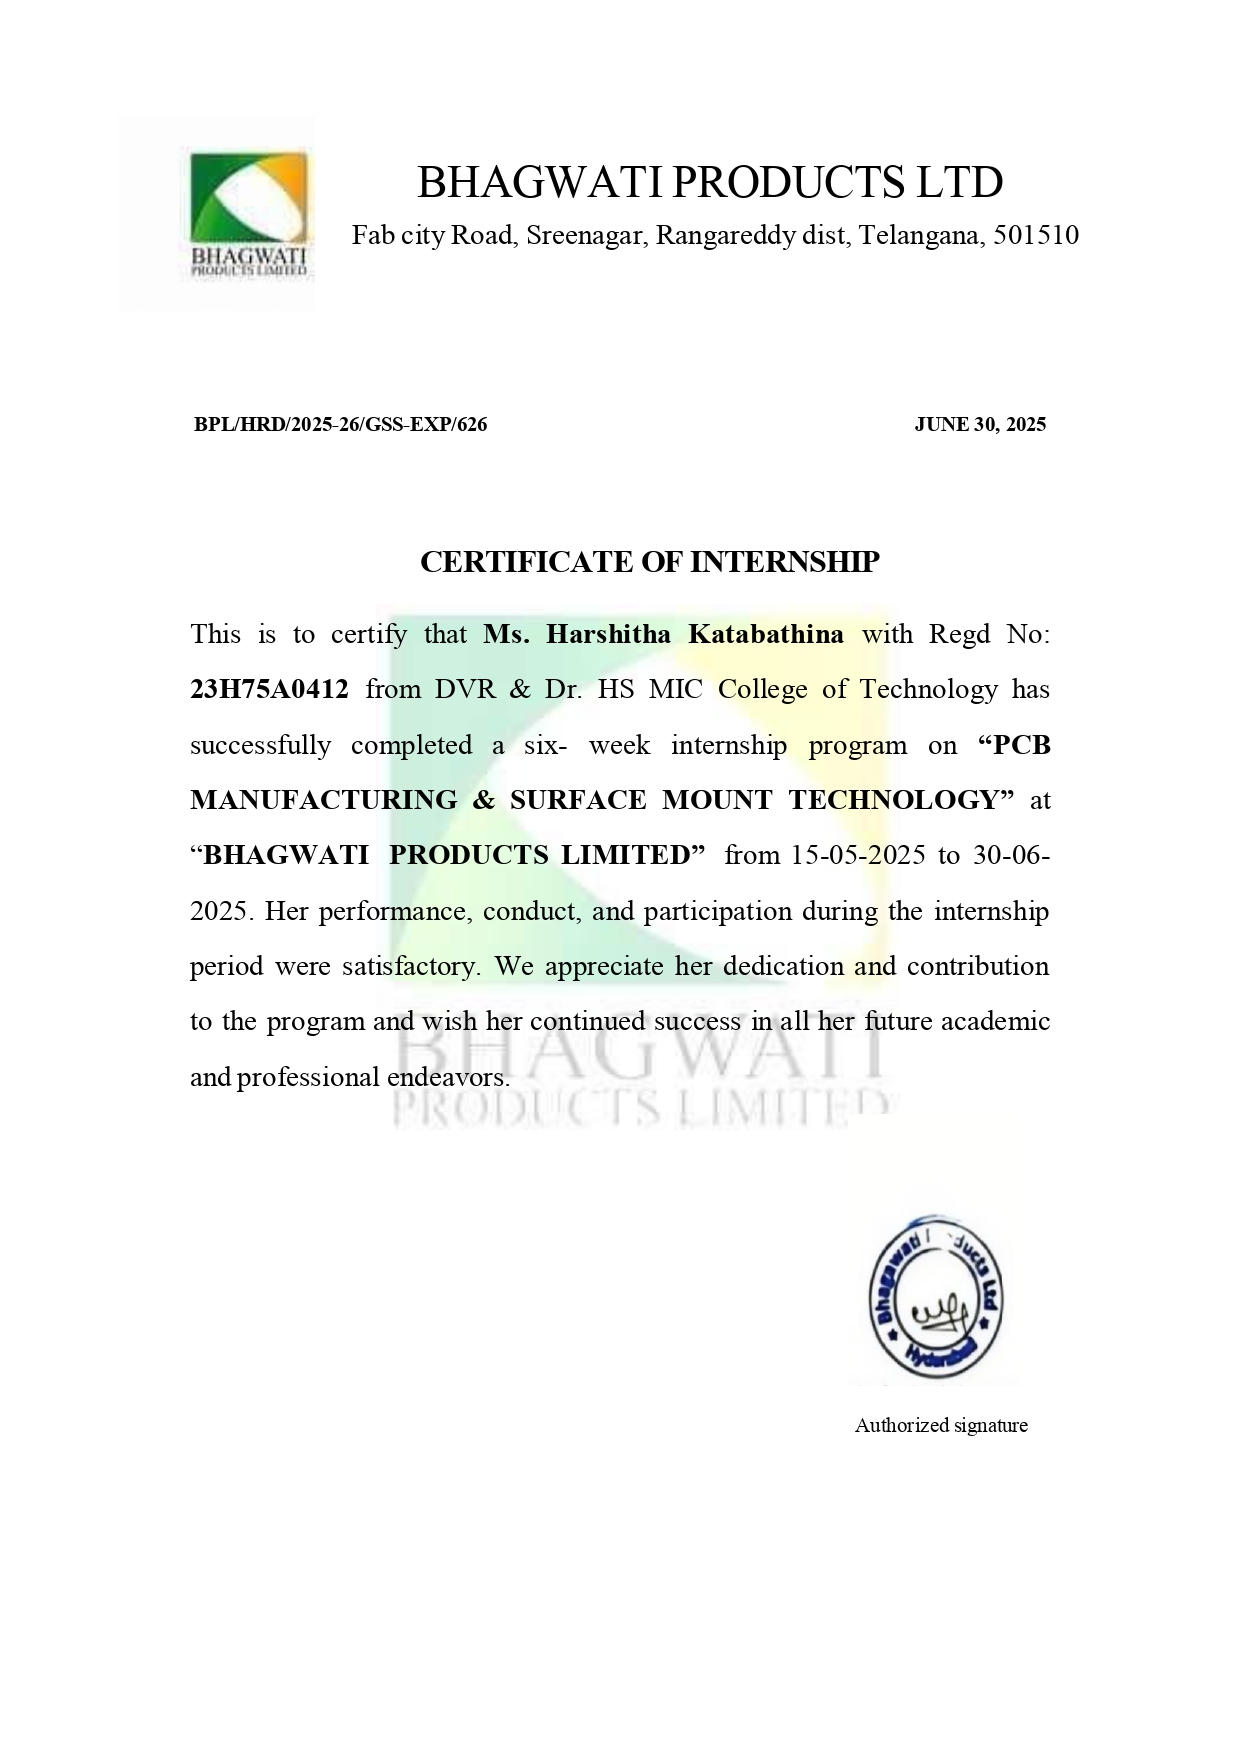 BHAGWATI PRODUCTS LTD
Fab city Road, Sreenagar, Rangareddy dist, Telangana, 501510
BHAGWATI
PRODUCTS LIMITED
BPL/HRD/2025-26/GSS-EXP/626 JUNE 30, 2025
CERTIFICATE OF INTERNSHIP
This is to certify that Ms. Harshitha Katabathina with Regd No:
23H75A0412 from DVR & Dr. HS MIC College of Technology has
successfully completed a six- week internship program on “PCB
MANUFACTURING & SURFACE MOUNT TECHNOLOGY” at
“BHAGWATI PRODUCTS LIMITED” from 15-05-2025 to 30-06-
2025. Her performance, conduct, and participation during the internship
period were satisfactory. We appreciate her dedication and contribution
to the program and wish her continued success in all her future academic
and professional endeavors.
BHAGWATI
PRODUCTS LIMITED
Bhagawati
Ltd
Hyderabad
Authorized signature